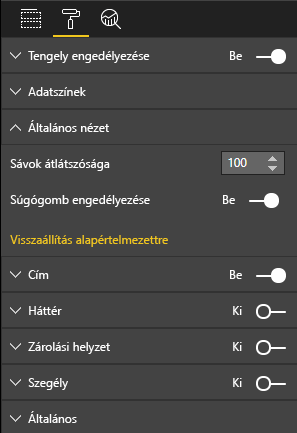 Tengely engedélyezése Be
Adatszínek
Általános nézet
Sávok átlátszósága 100
Súgógomb engedélyezése Be
Visszaállítás alapértelmezettre
Cím Be
Háttér Ki
Zárolási helyzet Ki
Szegély Ki
Általános